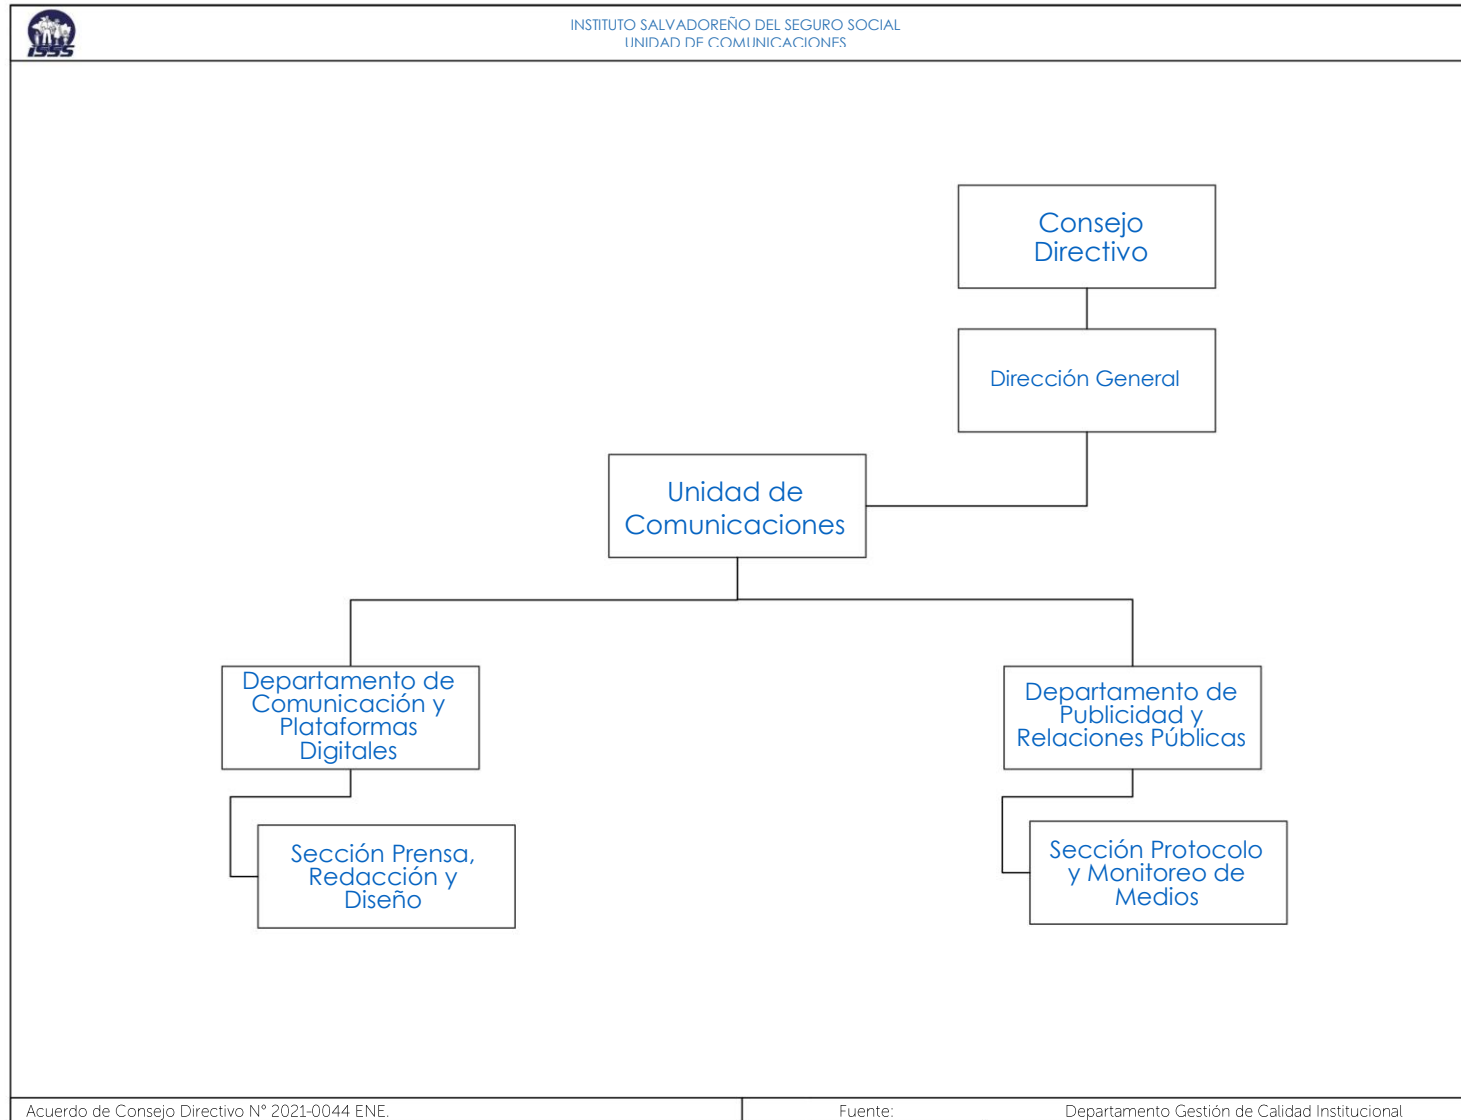 ISSS
INSTITUTO SALVADOREÑO DEL SEGURO SOCIAL
UNIDAD DE COMUNICACIONES
Consejo
Directivo
Dirección General
Unidad de
Comunicaciones
Departamento de
Comunicación y
Plataformas
Digitales
Departamento de
Publicidad y
Relaciones Públicas
Sección Prensa,
Redacción y
Diseño
Sección Protocolo
y Monitoreo de
Medios
Acuerdo de Consejo Directivo N° 2021-0044 ENE.
Fuente: Departamento Gestión de Calidad Institucional